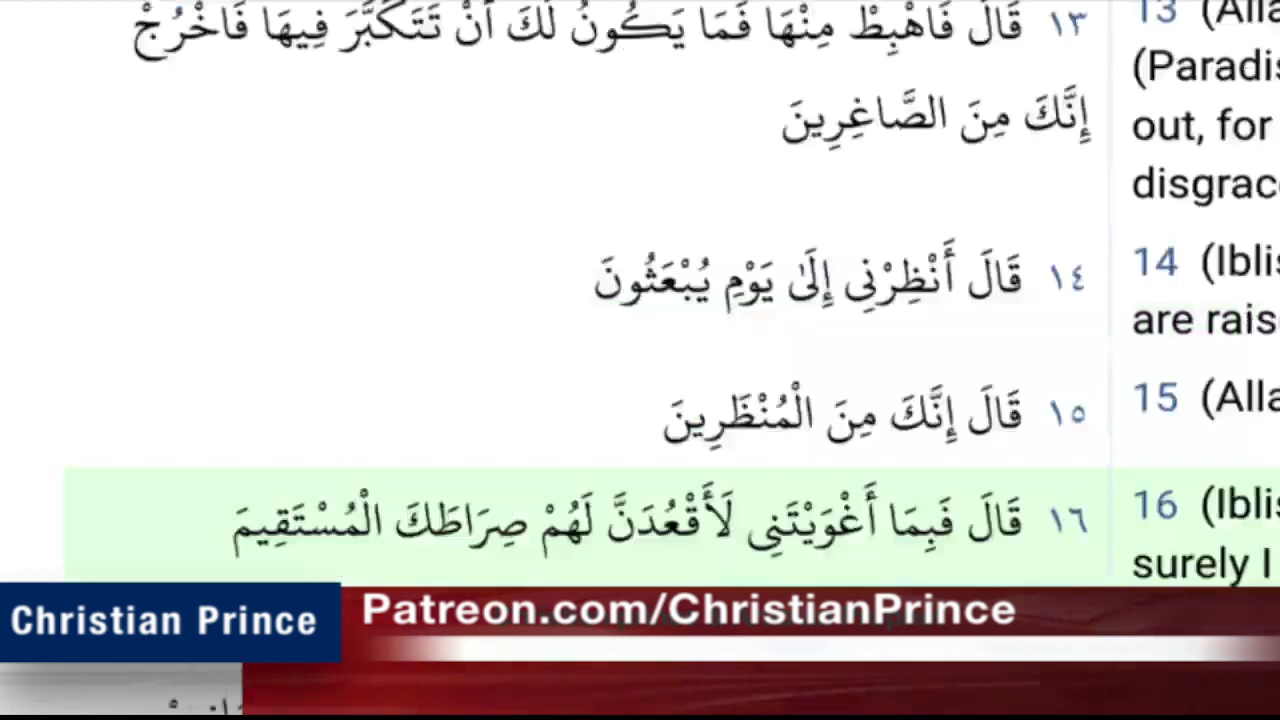 ١٣ قَالَ فَاهْبِطْ مِنْهَا فَمَا يَكُونُ لَكَ أَنْ تَتَكَبَّرَ فِيهَا فَاخْرُجْ
إِنَّكَ مِنَ الصَّاغِرِينَ
١٤ قَالَ أَنْظِرْنِي إِلَىٰ يَوْمِ يُبْعَثُونَ
١٥ قَالَ إِنَّكَ مِنَ الْمُنْظَرِينَ
١٦ قَالَ فَبِمَا أَغْوَيْتَنِي لَأَقْعُدَنَّ لَهُمْ صِرَاطَكَ الْمُسْتَقِيمَ
13 (Alla
(Paradis
out, for
disgrac
14 (Iblis
are rais
15 (Alla
16 (Iblis
surely I
Christian Prince
Patreon.com/ChristianPrince